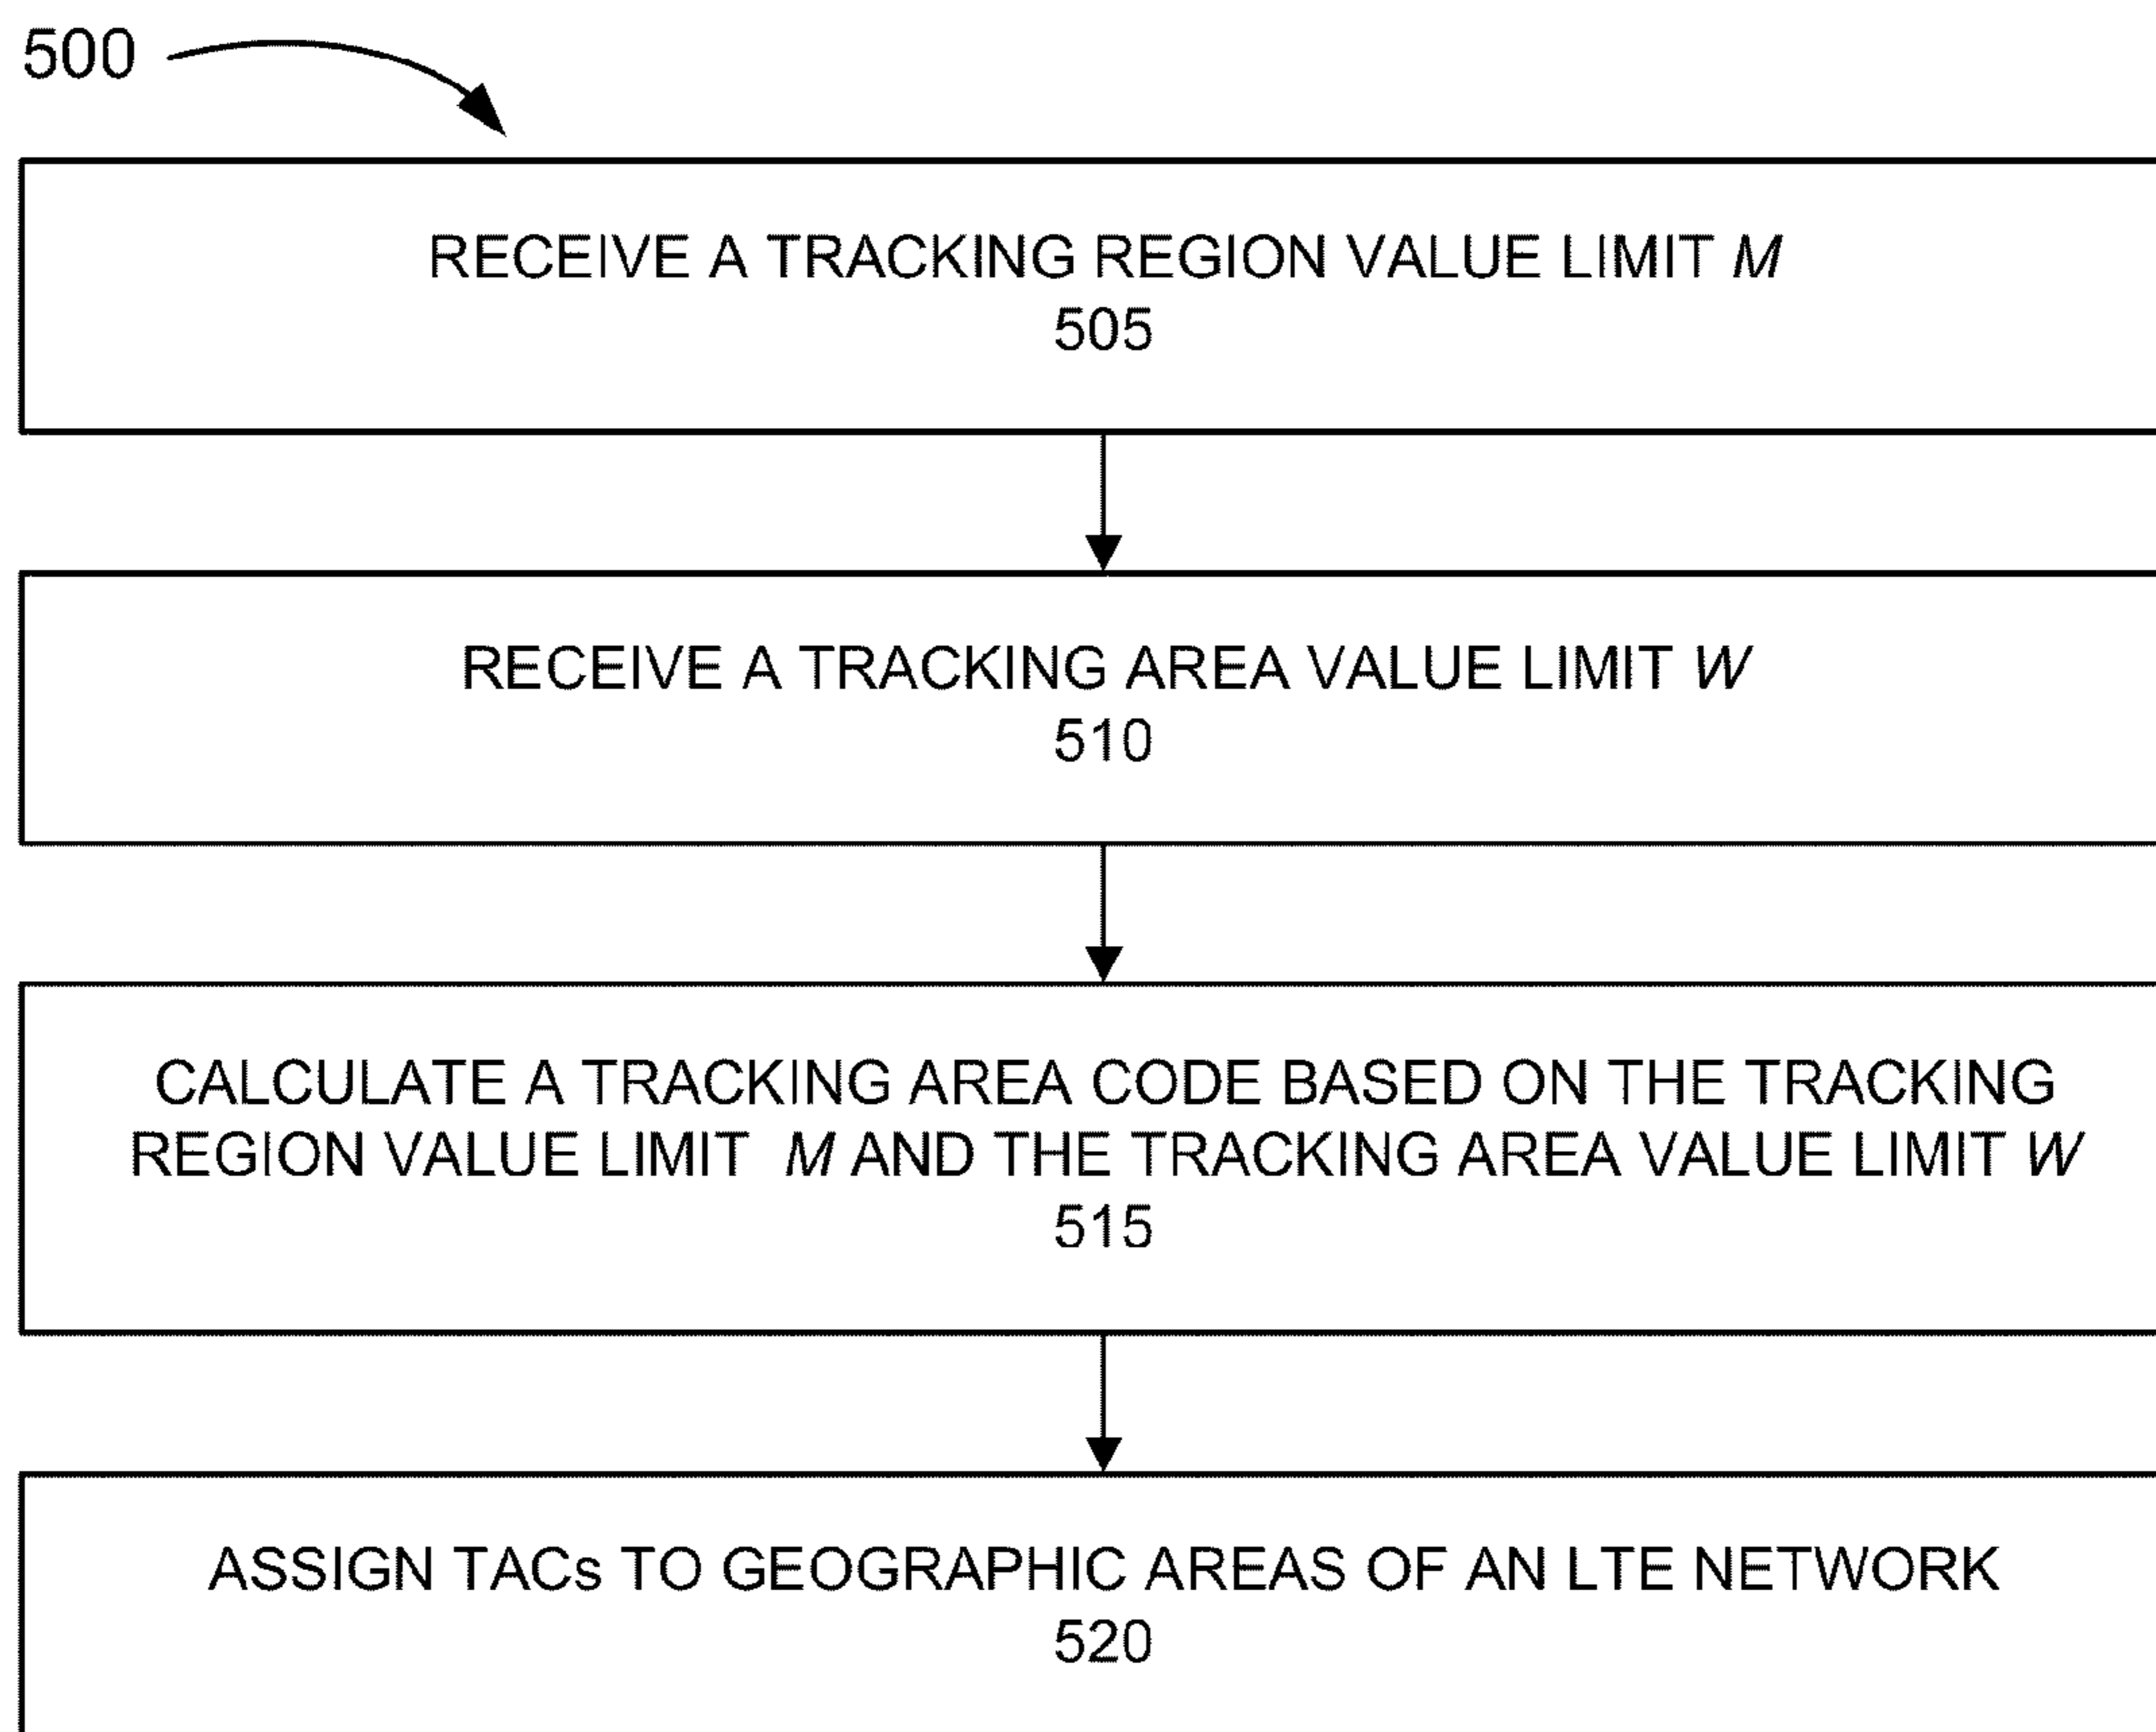 500
RECEIVE A TRACKING REGION VALUE LIMIT M
505
RECEIVE A TRACKING AREA VALUE LIMIT W
510
CALCULATE A TRACKING AREA CODE BASED ON THE TRACKING
REGION VALUE LIMIT M AND THE TRACKING AREA VALUE LIMIT W
515
ASSIGN TACs TO GEOGRAPHIC AREAS OF AN LTE NETWORK
520